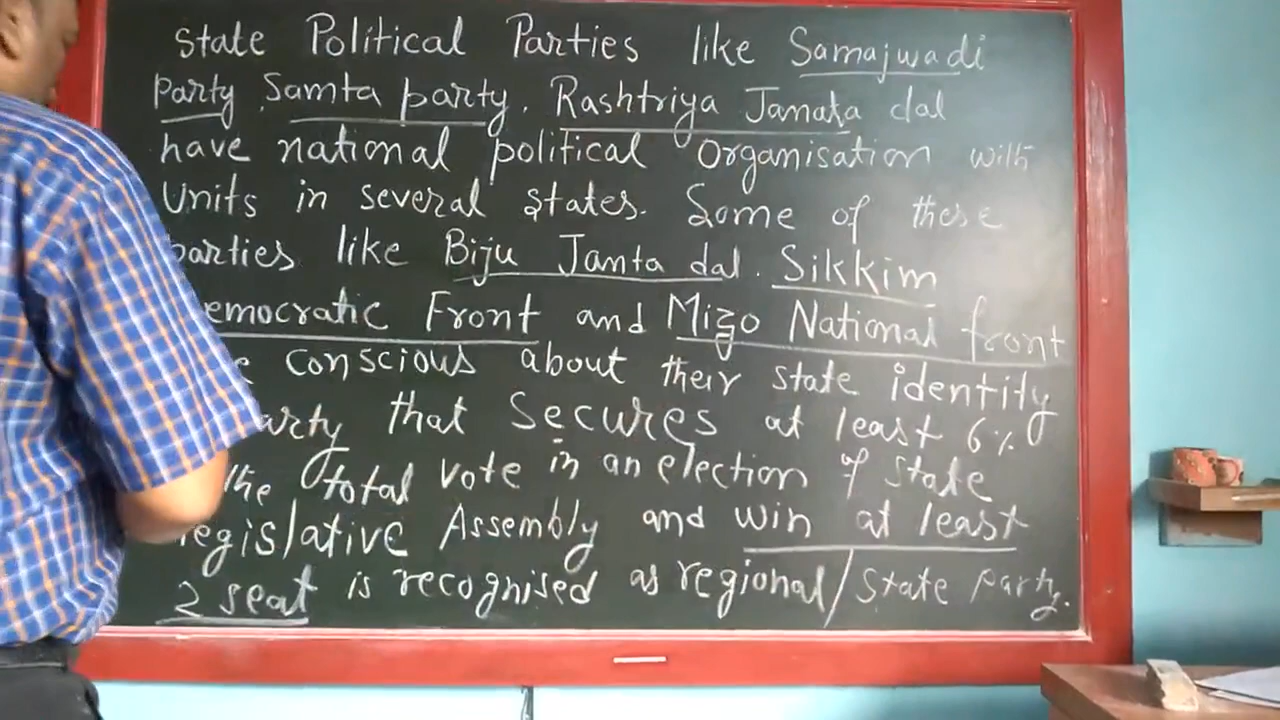 State Political Parties like Samajwadi
Party, Samta party, Rashtriya Janata dal
have national political Organisation with
Units in several states. Some of these
parties like Biju Janta dal. Sikkim
emocratic Front and Mizo National front
e conscious about their state identity
arty that secures at least 6%
the total vote in an election of State
legislative Assembly and win at least
2 seat is recognised as regional/State Party.